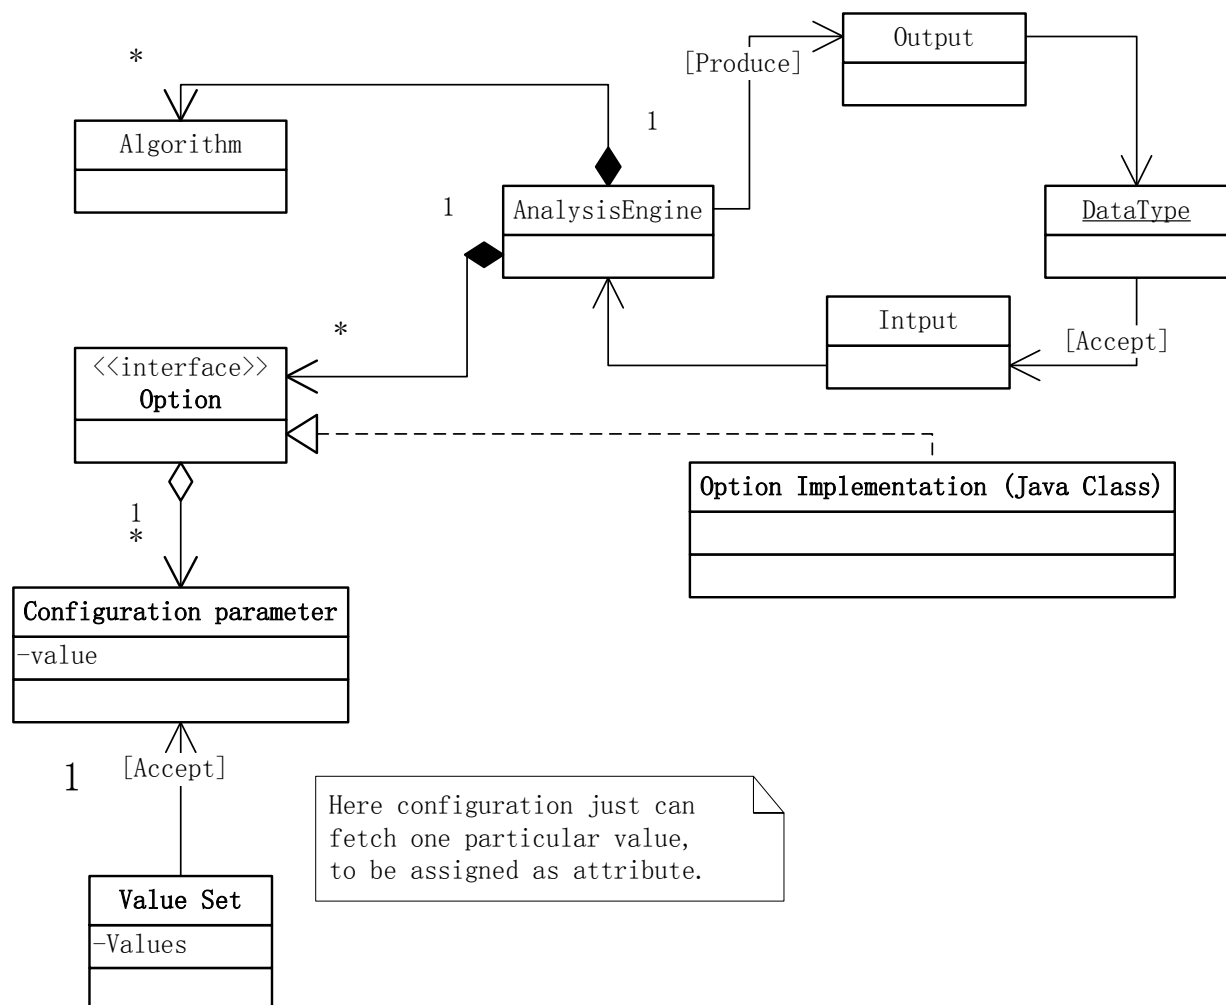 Output
[Produce]
*
1
Algorithm
AnalysisEngine
1
DataType
Intput
[Accept]
*
<<interface>>
Option
Option Implementation (Java Class)
1
*
Configuration parameter
-value
1
[Accept]
Here configuration just can
fetch one particular value,
to be assigned as attribute.
Value Set
-Values